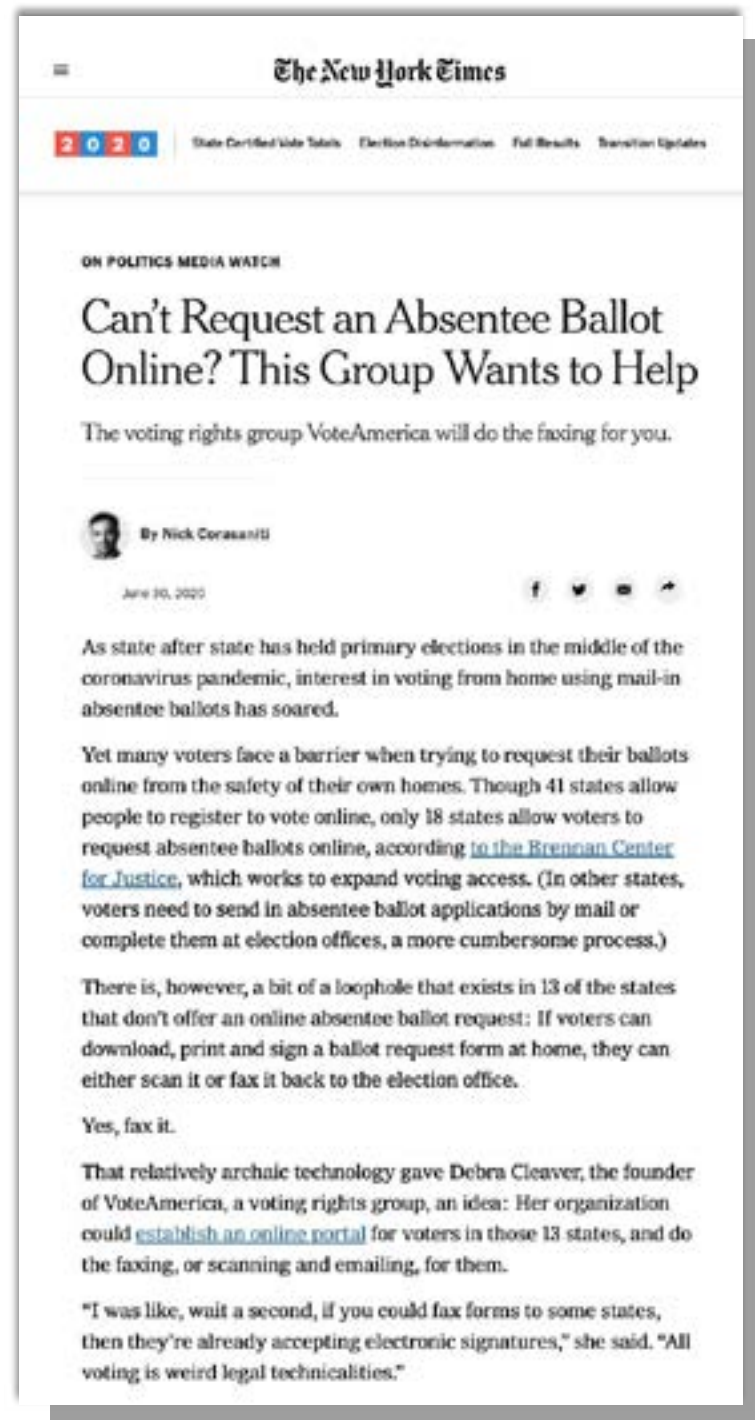 The New York Times
2020
State Certified Vote Totals Election Disinformation Full Results Transition Updates
ON POLITICS MEDIA WATCH
Can't Request an Absentee Ballot
Online? This Group Wants to Help
The voting rights group VoteAmerica will do the faxing for you.
By Nick Corasaniti
June 30, 2020
As state after state has held primary elections in the middle of the
coronavirus pandemic, interest in voting from home using mail-in
absentee ballots has soared.
Yet many voters face a barrier when trying to request their ballots
online from the safety of their own homes. Though 41 states allow
people to register to vote online, only 18 states allow voters to
request absentee ballots online, according to the Brennan Center
for Justice, which works to expand voting access. (In other states,
voters need to send in absentee ballot applications by mail or
complete them at election offices, a more cumbersome process.)
There is, however, a bit of a loophole that exists in 13 of the states
that don't offer an online absentee ballot request: If voters can
download, print and sign a ballot request form at home, they can
either scan it or fax it back to the election office.
Yes, fax it.
That relatively archaic technology gave Debra Cleaver, the founder
of VoteAmerica, a voting rights group, an idea: Her organization
could establish an online portal for voters in those 13 states, and do
the faxing, or scanning and emailing, for them.
"I was like, wait a second, if you could fax forms to some states,
then they're already accepting electronic signatures," she said. "All
voting is weird legal technicalities."